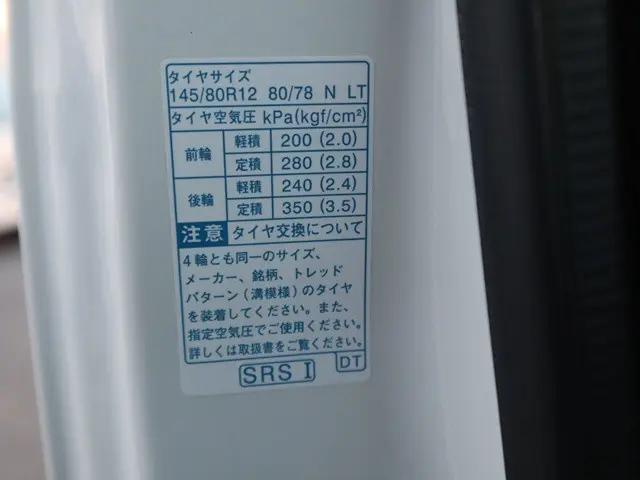 タイヤサイズ
145/80R12 80/78 N LT
タイヤ空気圧 kPa(kgf/cm²)
前輪 軽積 200 (2.0)
定積 280 (2.8)
後輪 軽積 240 (2.4)
定積 350 (3.5)
注意 タイヤ交換について
4輪とも同一のサイズ、
メーカー、銘柄、トレッド
パターン(溝模様)のタイヤ
を装着してください。また、
指定空気圧でご使用ください。
詳しくは取扱書をご覧ください。
SRS I DT